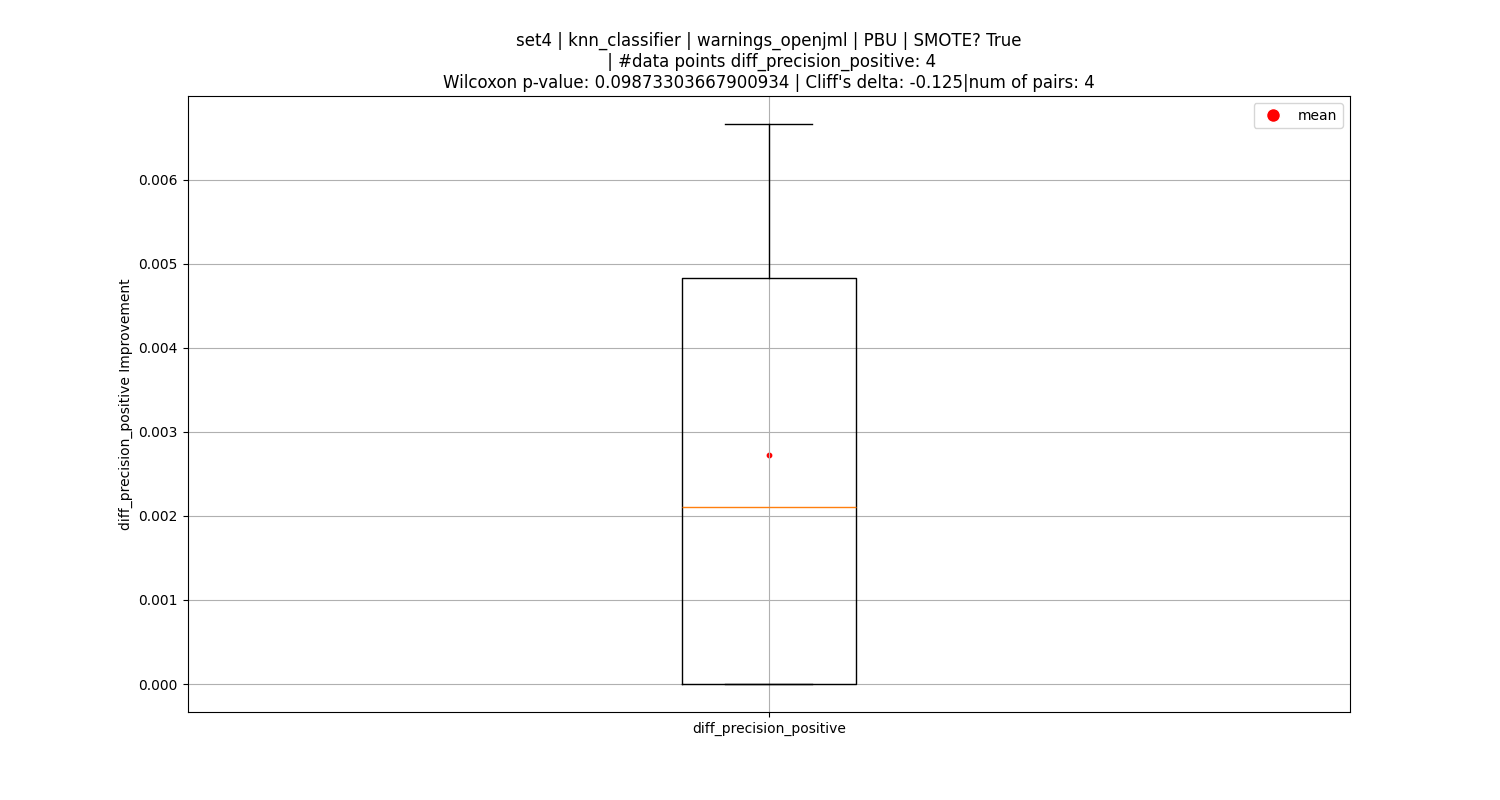 set4 | knn_classifier | warnings_openjml | PBU | SMOTE? True
| #data points diff_precision_positive: 4
Wilcoxon p-value: 0.09873303667900934 | Cliff's delta: -0.125|num of pairs: 4
mean
0.006
0.005
0.004
0.003
0.002
0.001
0.000
diff_precision_positive Improvement
diff_precision_positive